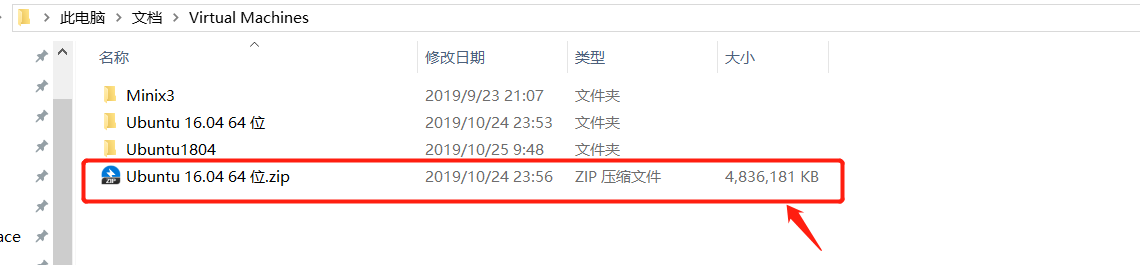 此电脑 > 文档 > Virtual Machines
名称 修改日期 类型 大小
Minix3 2019/9/23 21:07 文件夹
Ubuntu 16.04 64 位 2019/10/24 23:53 文件夹
Ubuntu1804 2019/10/25 9:48 文件夹
ZIP Ubuntu 16.04 64 位.zip 2019/10/24 23:56 ZIP 压缩文件 4,836,181 KB
ace